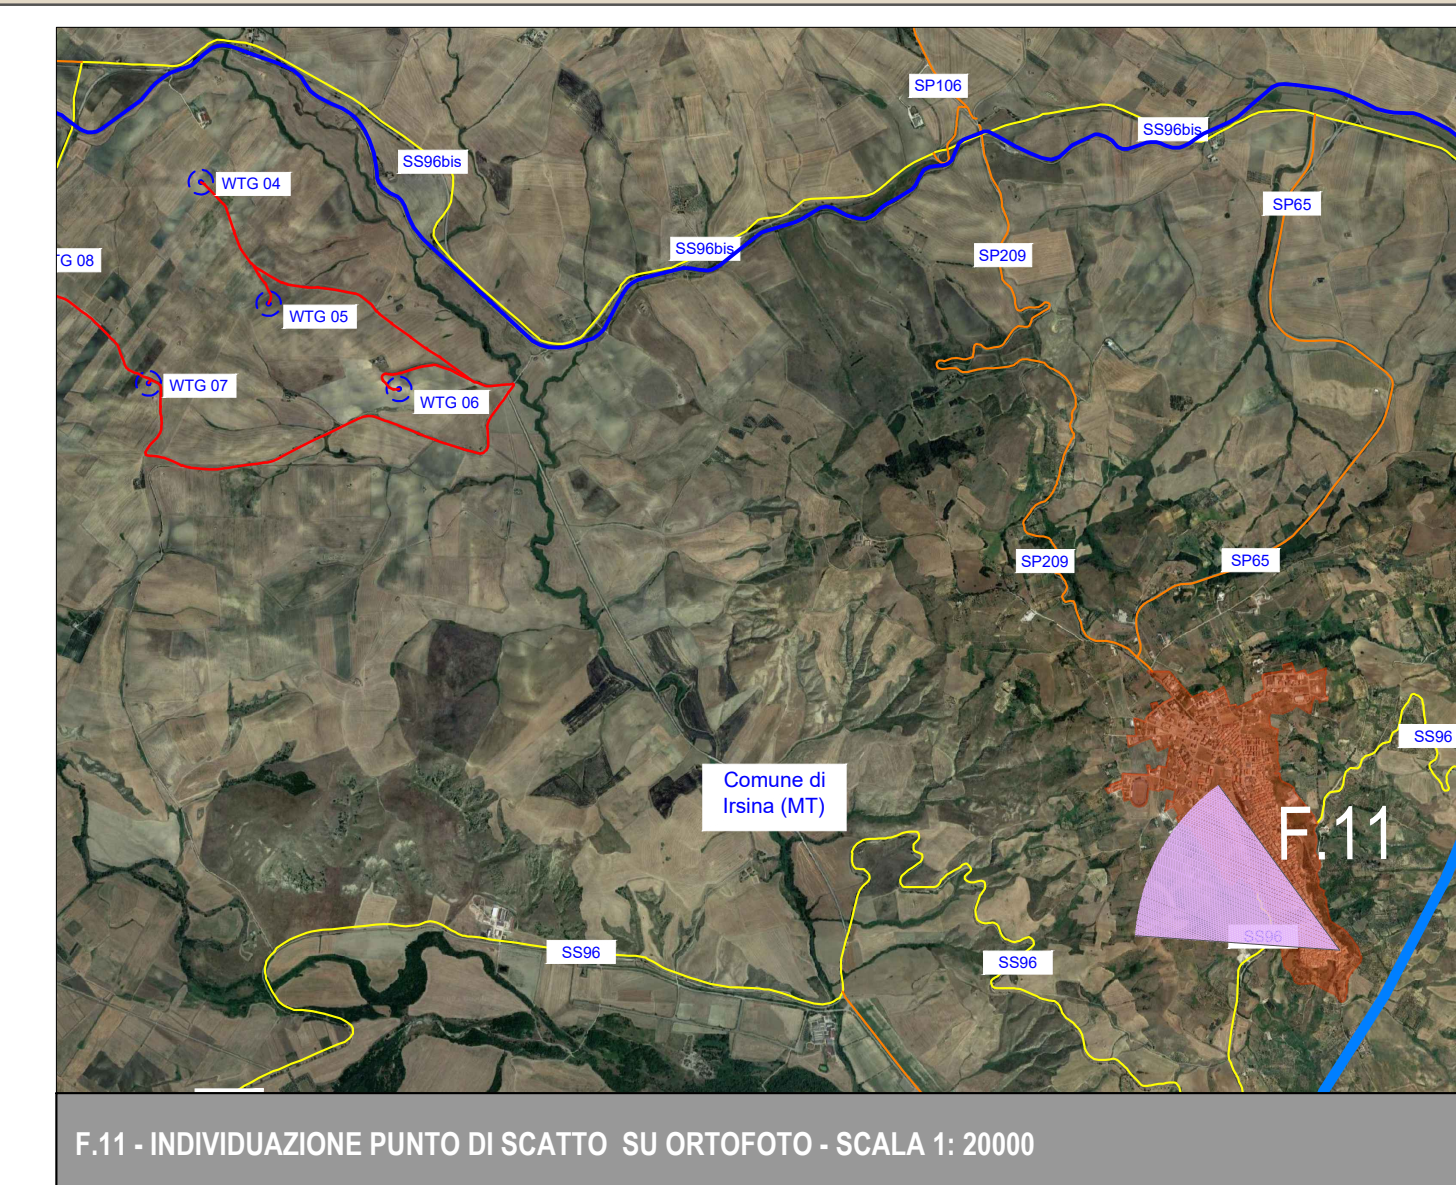 SP106
SS96bis
SS96bis
WTG 04
SP65
SS96bis
SP209
TG 08
WTG 05
WTG 07
WTG 06
SP209
SP65
SS96
Comune di
Irsina (MT)
F.11
SS96
SS96
SS96
F.11 - INDIVIDUAZIONE PUNTO DI SCATTO SU ORTOFOTO - SCALA 1: 20000